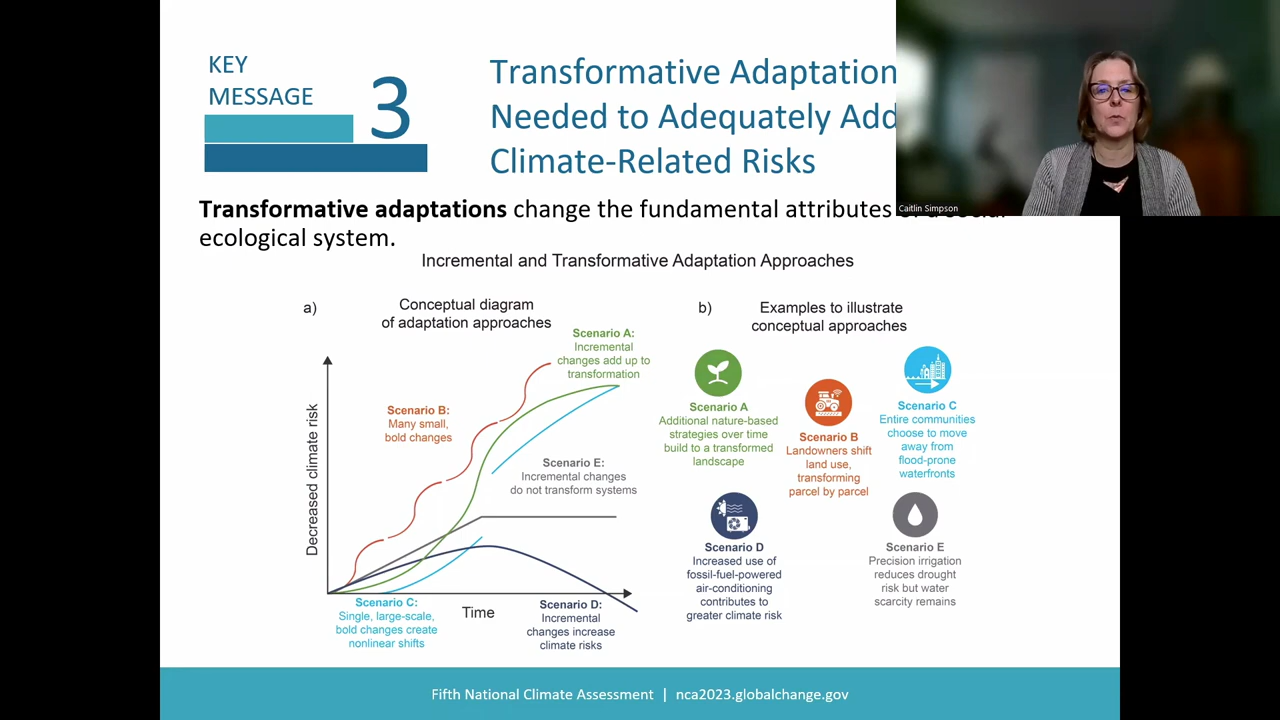 KEY
MESSAGE
3
Transformative Adaptation
Needed to Adequately Add
Climate-Related Risks
Caitlin Simpson
Transformative adaptations change the fundamental attributes
ecological system.
Incremental and Transformative Adaptation Approaches
a)
Conceptual diagram
of adaptation approaches
Scenario A:
Incremental
changes add up to
transformation
Scenario B:
Many small,
bold changes
Scenario E:
Incremental changes
do not transform systems
Decreased climate risk
Scenario C:
Single, large-scale,
bold changes create
nonlinear shifts
Time
Scenario D:
Incremental
changes increase
climate risks
b)
Examples to illustrate
conceptual approaches
Scenario A
Additional nature-based
strategies over time
build to a transformed
landscape
Scenario B
Landowners shift
land use,
transforming
parcel by parcel
Scenario C
Entire communities
choose to move
away from
flood-prone
waterfronts
Scenario D
Increased use of
fossil-fuel-powered
air-conditioning
contributes to
greater climate risk
Scenario E
Precision irrigation
reduces drought
risk but water
scarcity remains
Fifth National Climate Assessment | nca2023.globalchange.gov